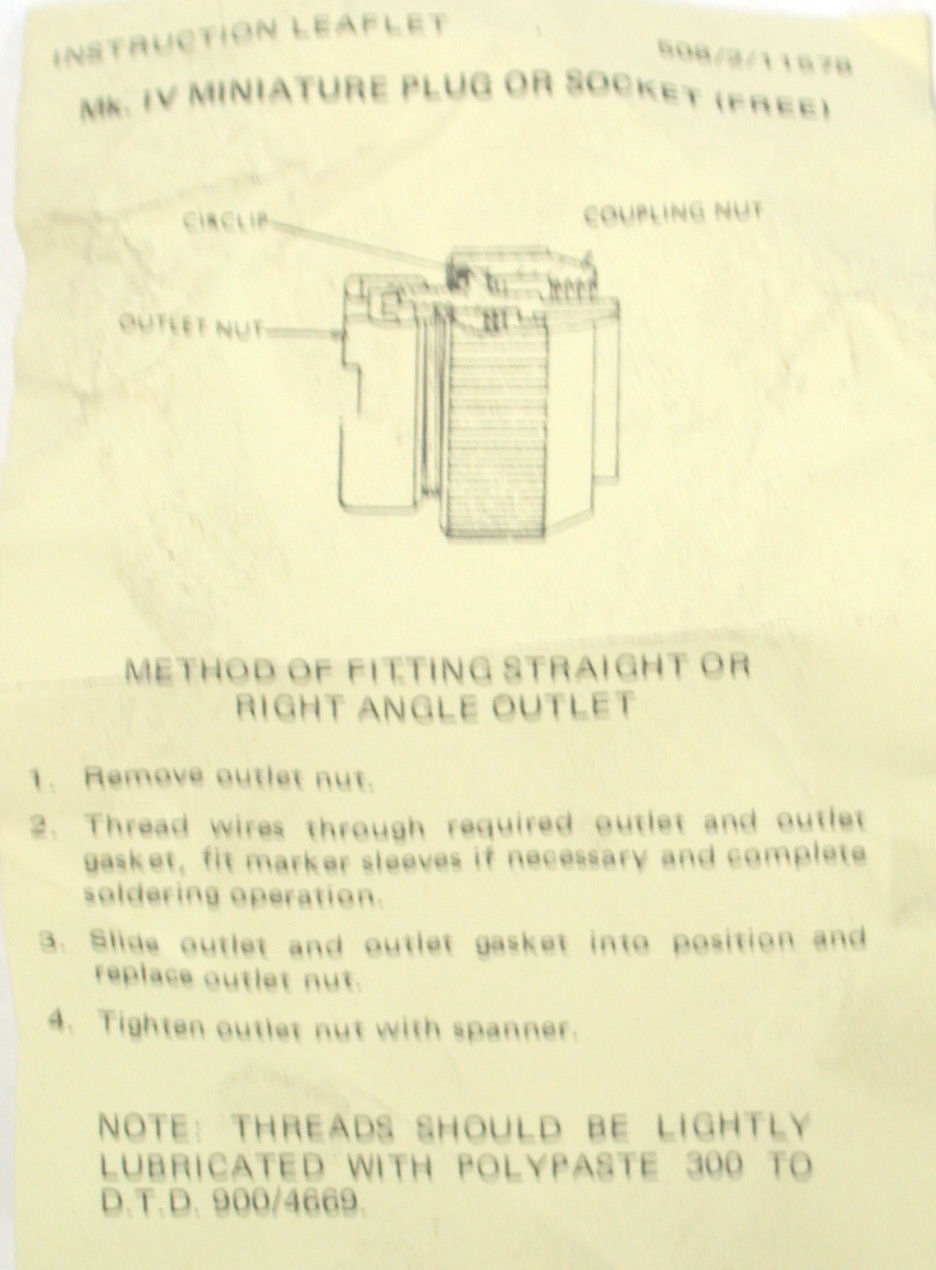 INSTRUCTION LEAFLET
508/2/11578
Mk. IV MINIATURE PLUG OR SOCKET (FREE)
CIRCLIP
COUPLING NUT
OUTLET NUT
METHOD OF FITTING STRAIGHT OR
RIGHT ANGLE OUTLET
1. Remove outlet nut.
2. Thread wires through required outlet and outlet
gasket, fit marker sleeves if necessary and complete
soldering operation.
3. Slide outlet and outlet gasket into position and
replace outlet nut.
4. Tighten outlet nut with spanner.
NOTE: THREADS SHOULD BE LIGHTLY
LUBRICATED WITH POLYPASTE 300 TO
D.T.D. 900/4669.